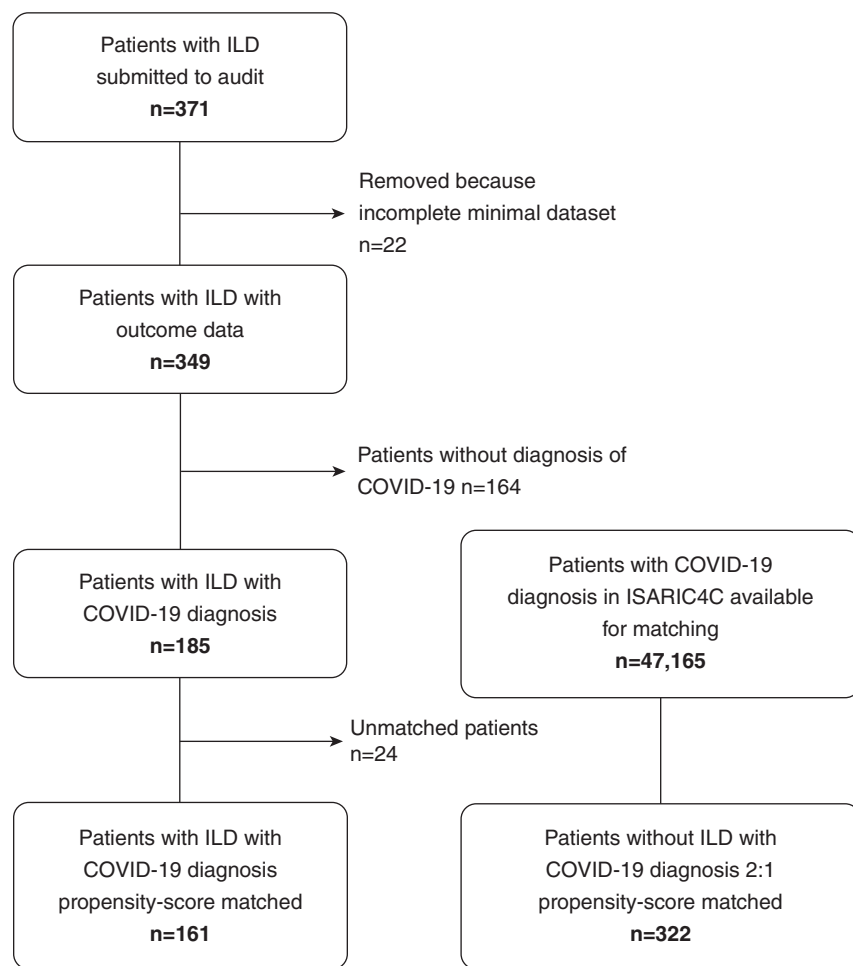 Patients with ILD
submitted to audit
n=371
Removed because
incomplete minimal dataset
n=22
Patients with ILD with
outcome data
n=349
Patients without diagnosis of
COVID-19 n=164
Patients with ILD with
COVID-19 diagnosis
n=185
Patients with COVID-19
diagnosis in ISARIC4C available
for matching
n=47,165
Unmatched patients
n=24
Patients with ILD with
COVID-19 diagnosis
propensity-score matched
n=161
Patients without ILD with
COVID-19 diagnosis 2:1
propensity-score matched
n=322